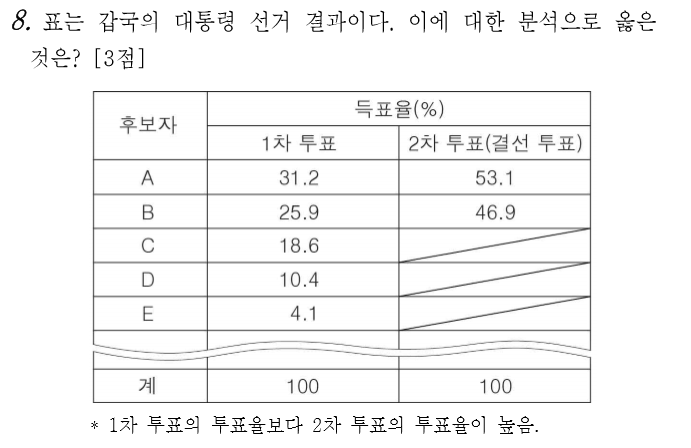 8. 표는 갑국의 대통령 선거 결과이다. 이에 대한 분석으로 옳은
것은? [3점]
후보자 득표율(%)
1차 투표 2차 투표(결선 투표)
A 31.2 53.1
B 25.9 46.9
C 18.6
D 10.4
E 4.1
계 100 100
* 1차 투표의 투표율보다 2차 투표의 투표율이 높음.